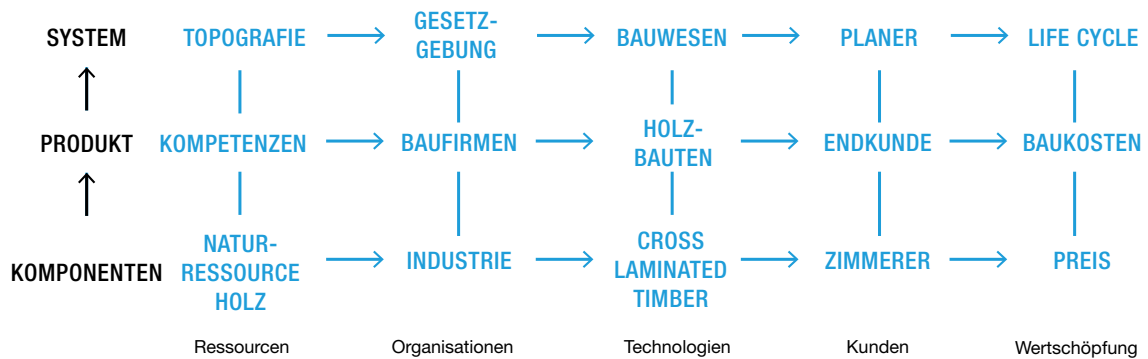 SYSTEM
TOPOGRAFIE
GESETZ-
GEBUNG
BAUWESEN
PLANER
LIFE CYCLE
PRODUKT
KOMPETENZEN
BAUFIRMEN
HOLZ-
BAUTEN
ENDKUNDE
BAUKOSTEN
KOMPONENTEN
NATUR-
RESSOURCE
HOLZ
INDUSTRIE
CROSS
LAMINATED
TIMBER
ZIMMERER
PREIS
Ressourcen
Organisationen
Technologien
Kunden
Wertschöpfung